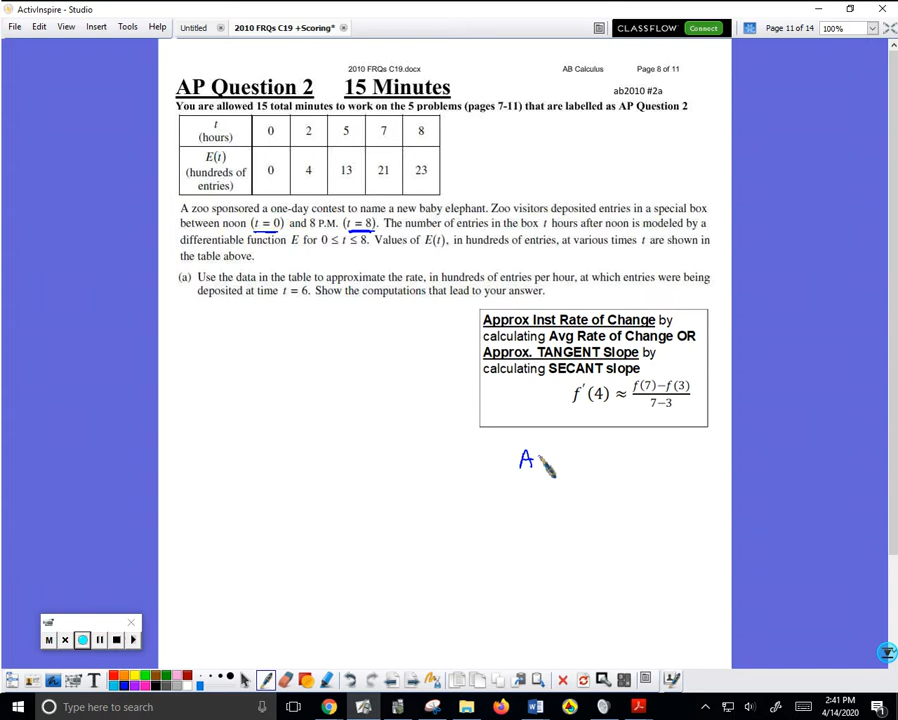 ActivInspire - Studio
File Edit View Insert Tools Help Untitled 2010 FRQs C19 +Scoring* CLASSFLOW Connect Page 11 of 14 100%
2010 FRQs C19.docx AB Calculus Page 8 of 11
AP Question 2 15 Minutes ab2010 #2a
You are allowed 15 total minutes to work on the 5 problems (pages 7-11) that are labelled as AP Question 2
t (hours) 0 2 5 7 8
E(t) (hundreds of entries) 0 4 13 21 23
A zoo sponsored a one-day contest to name a new baby elephant. Zoo visitors deposited entries in a special box
between noon (t = 0) and 8 P.M. (t = 8). The number of entries in the box t hours after noon is modeled by a
differentiable function E for 0 ≤ t ≤ 8. Values of E(t), in hundreds of entries, at various times t are shown in
the table above.
(a) Use the data in the table to approximate the rate, in hundreds of entries per hour, at which entries were being
deposited at time t = 6. Show the computations that lead to your answer.
Approx Inst Rate of Change by
calculating Avg Rate of Change OR
Approx. TANGENT Slope by
calculating SECANT slope
f′(4) ≈ f(7)−f(3) / 7−3
A
M
T
Type here to search
2:41 PM
4/14/2020